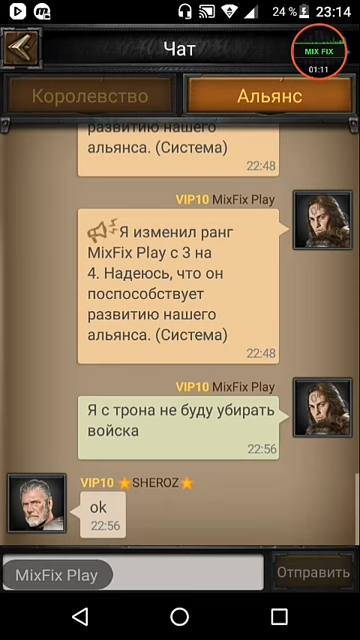 24 % 23:14
Чат
MIX FIX
01:11
Королевство
Альянс
развитию нашего
альянса. (Система)
22:48
VIP10 MixFix Play
Я изменил ранг
MixFix Play с 3 на
4. Надеюсь, что он
поспособствует
развитию нашего
альянса. (Система)
22:48
VIP10 MixFix Play
Я с трона не буду убирать
войска
22:56
VIP10 ⭐SHEROZ⭐
ok
22:56
MixFix Play
Отправить